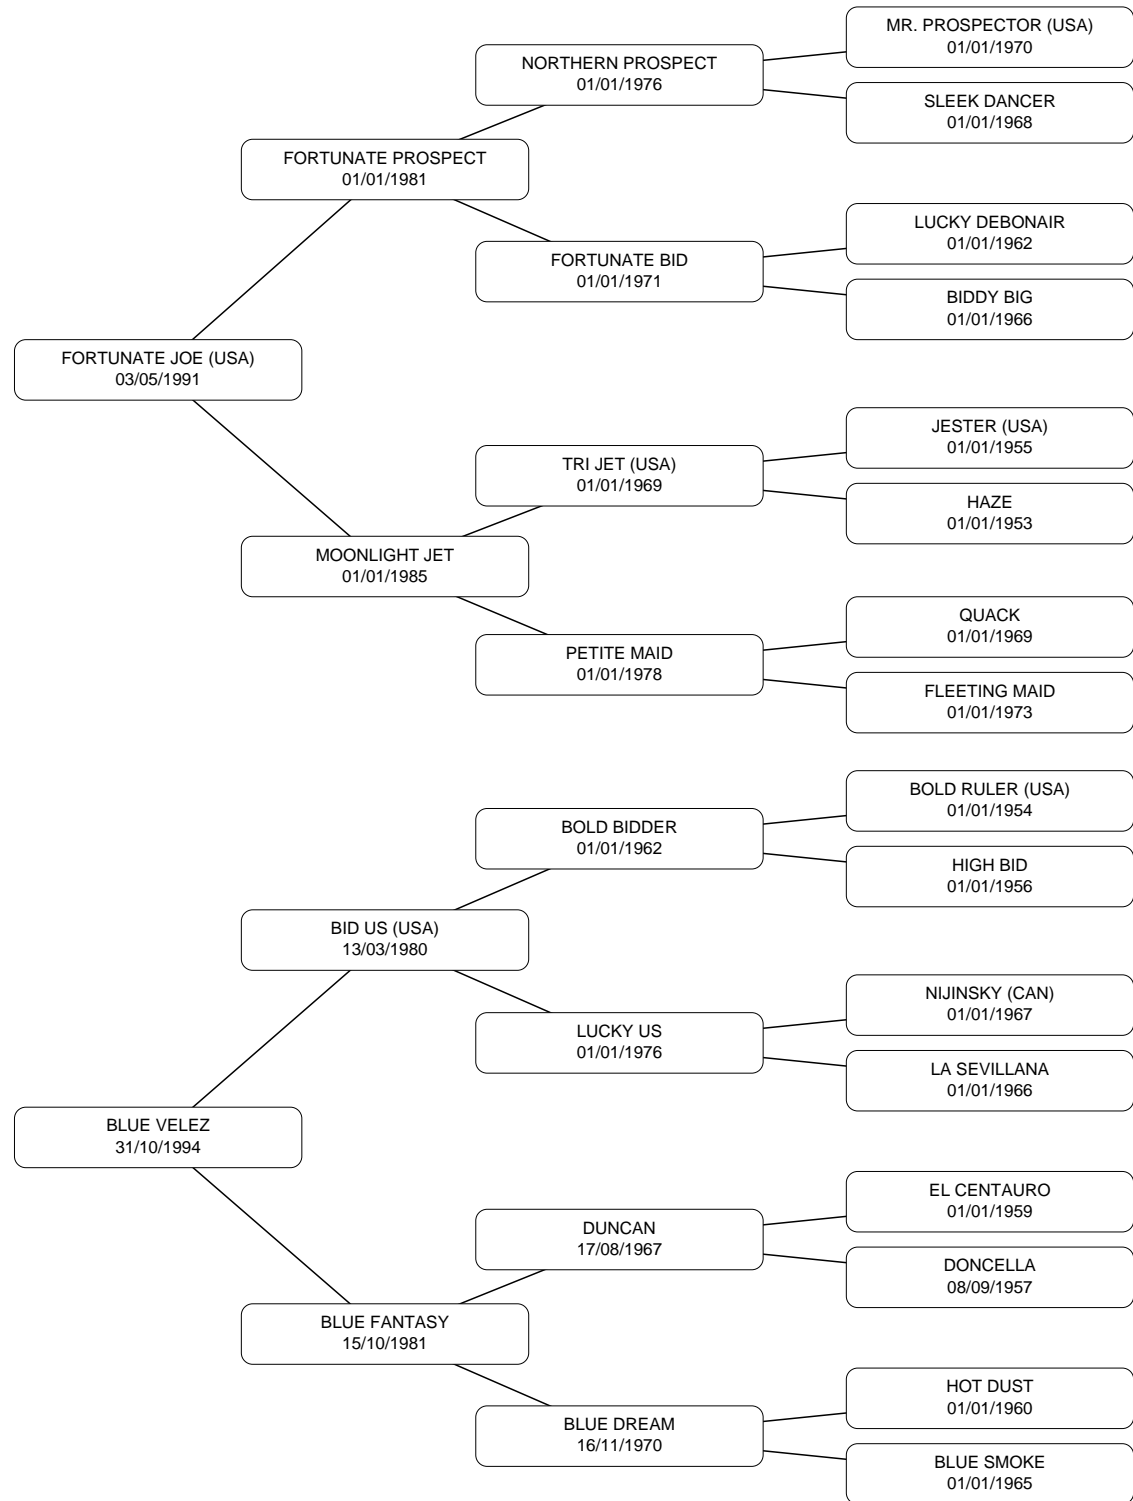 MR. PROSPECTOR (USA)
01/01/1970
NORTHERN PROSPECT
01/01/1976
SLEEK DANCER
01/01/1968
FORTUNATE PROSPECT
01/01/1981
LUCKY DEBONAIR
01/01/1962
FORTUNATE BID
01/01/1971
BIDDY BIG
01/01/1966
FORTUNATE JOE (USA)
03/05/1991
JESTER (USA)
01/01/1955
TRI JET (USA)
01/01/1969
HAZE
01/01/1953
MOONLIGHT JET
01/01/1985
QUACK
01/01/1969
PETITE MAID
01/01/1978
FLEETING MAID
01/01/1973
BOLD RULER (USA)
01/01/1954
BOLD BIDDER
01/01/1962
HIGH BID
01/01/1956
BID US (USA)
13/03/1980
NIJINSKY (CAN)
01/01/1967
LUCKY US
01/01/1976
LA SEVILLANA
01/01/1966
BLUE VELEZ
31/10/1994
EL CENTAURO
01/01/1959
DUNCAN
17/08/1967
DONCELLA
08/09/1957
BLUE FANTASY
15/10/1981
HOT DUST
01/01/1960
BLUE DREAM
16/11/1970
BLUE SMOKE
01/01/1965